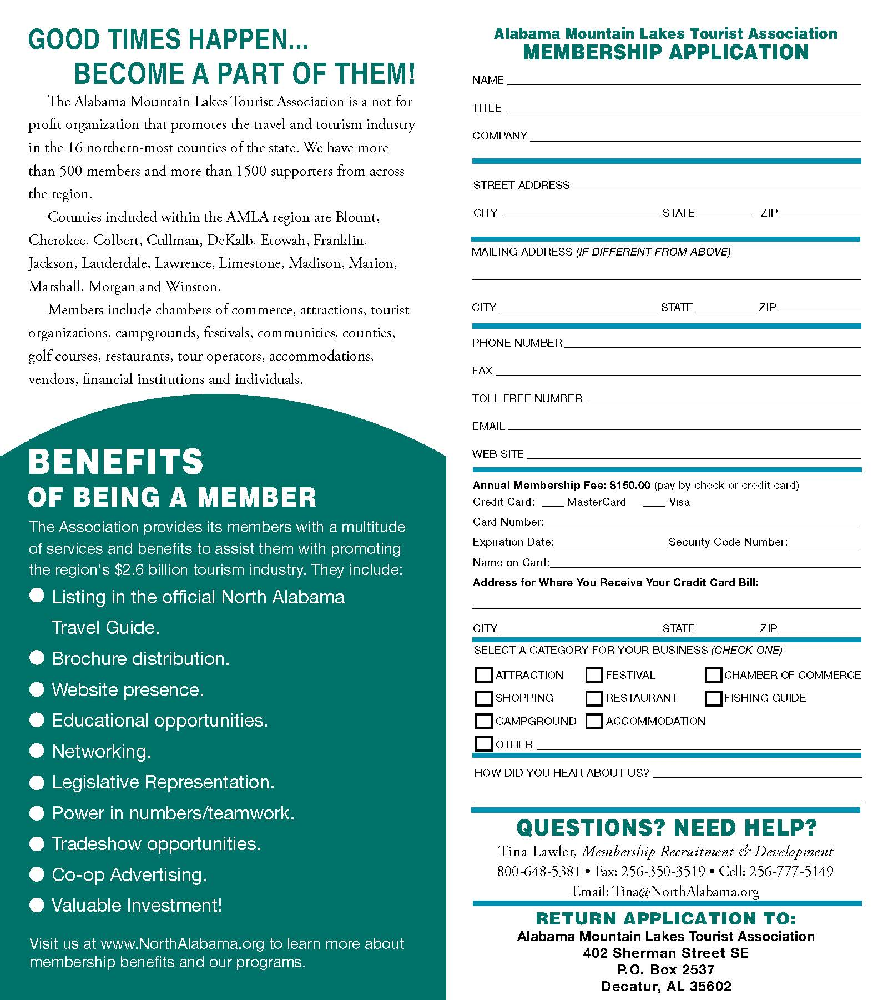 GOOD TIMES HAPPEN...
BECOME A PART OF THEM!
The Alabama Mountain Lakes Tourist Association is a not for
profit organization that promotes the travel and tourism industry
in the 16 northern-most counties of the state. We have more
than 500 members and more than 1500 supporters from across
the region.
Counties included within the AMLA region are Blount,
Cherokee, Colbert, Cullman, DeKalb, Etowah, Franklin,
Jackson, Lauderdale, Lawrence, Limestone, Madison, Marion,
Marshall, Morgan and Winston.
Members include chambers of commerce, attractions, tourist
organizations, campgrounds, festivals, communities, counties,
golf courses, restaurants, tour operators, accommodations,
vendors, financial institutions and individuals.
BENEFITS
OF BEING A MEMBER
The Association provides its members with a multitude
of services and benefits to assist them with promoting
the region's $2.6 billion tourism industry. They include:
● Listing in the official North Alabama
Travel Guide.
● Brochure distribution.
● Website presence.
● Educational opportunities.
● Networking.
● Legislative Representation.
● Power in numbers/teamwork.
● Tradeshow opportunities.
● Co-op Advertising.
● Valuable Investment!
Visit us at www.NorthAlabama.org to learn more about
membership benefits and our programs.
Alabama Mountain Lakes Tourist Association
MEMBERSHIP APPLICATION
NAME
TITLE
COMPANY
STREET ADDRESS
CITY STATE ZIP
MAILING ADDRESS (IF DIFFERENT FROM ABOVE)
CITY STATE ZIP
PHONE NUMBER
FAX
TOLL FREE NUMBER
EMAIL
WEB SITE
Annual Membership Fee: $150.00 (pay by check or credit card)
Credit Card: ____ MasterCard ____ Visa
Card Number:
Expiration Date: Security Code Number:
Name on Card:
Address for Where You Receive Your Credit Card Bill:
CITY STATE ZIP
SELECT A CATEGORY FOR YOUR BUSINESS (CHECK ONE)
ATTRACTION FESTIVAL CHAMBER OF COMMERCE
SHOPPING RESTAURANT FISHING GUIDE
CAMPGROUND ACCOMMODATION
OTHER
HOW DID YOU HEAR ABOUT US?
QUESTIONS? NEED HELP?
Tina Lawler, Membership Recruitment & Development
800-648-5381 • Fax: 256-350-3519 • Cell: 256-777-5149
Email: Tina@NorthAlabama.org
RETURN APPLICATION TO:
Alabama Mountain Lakes Tourist Association
402 Sherman Street SE
P.O. Box 2537
Decatur, AL 35602